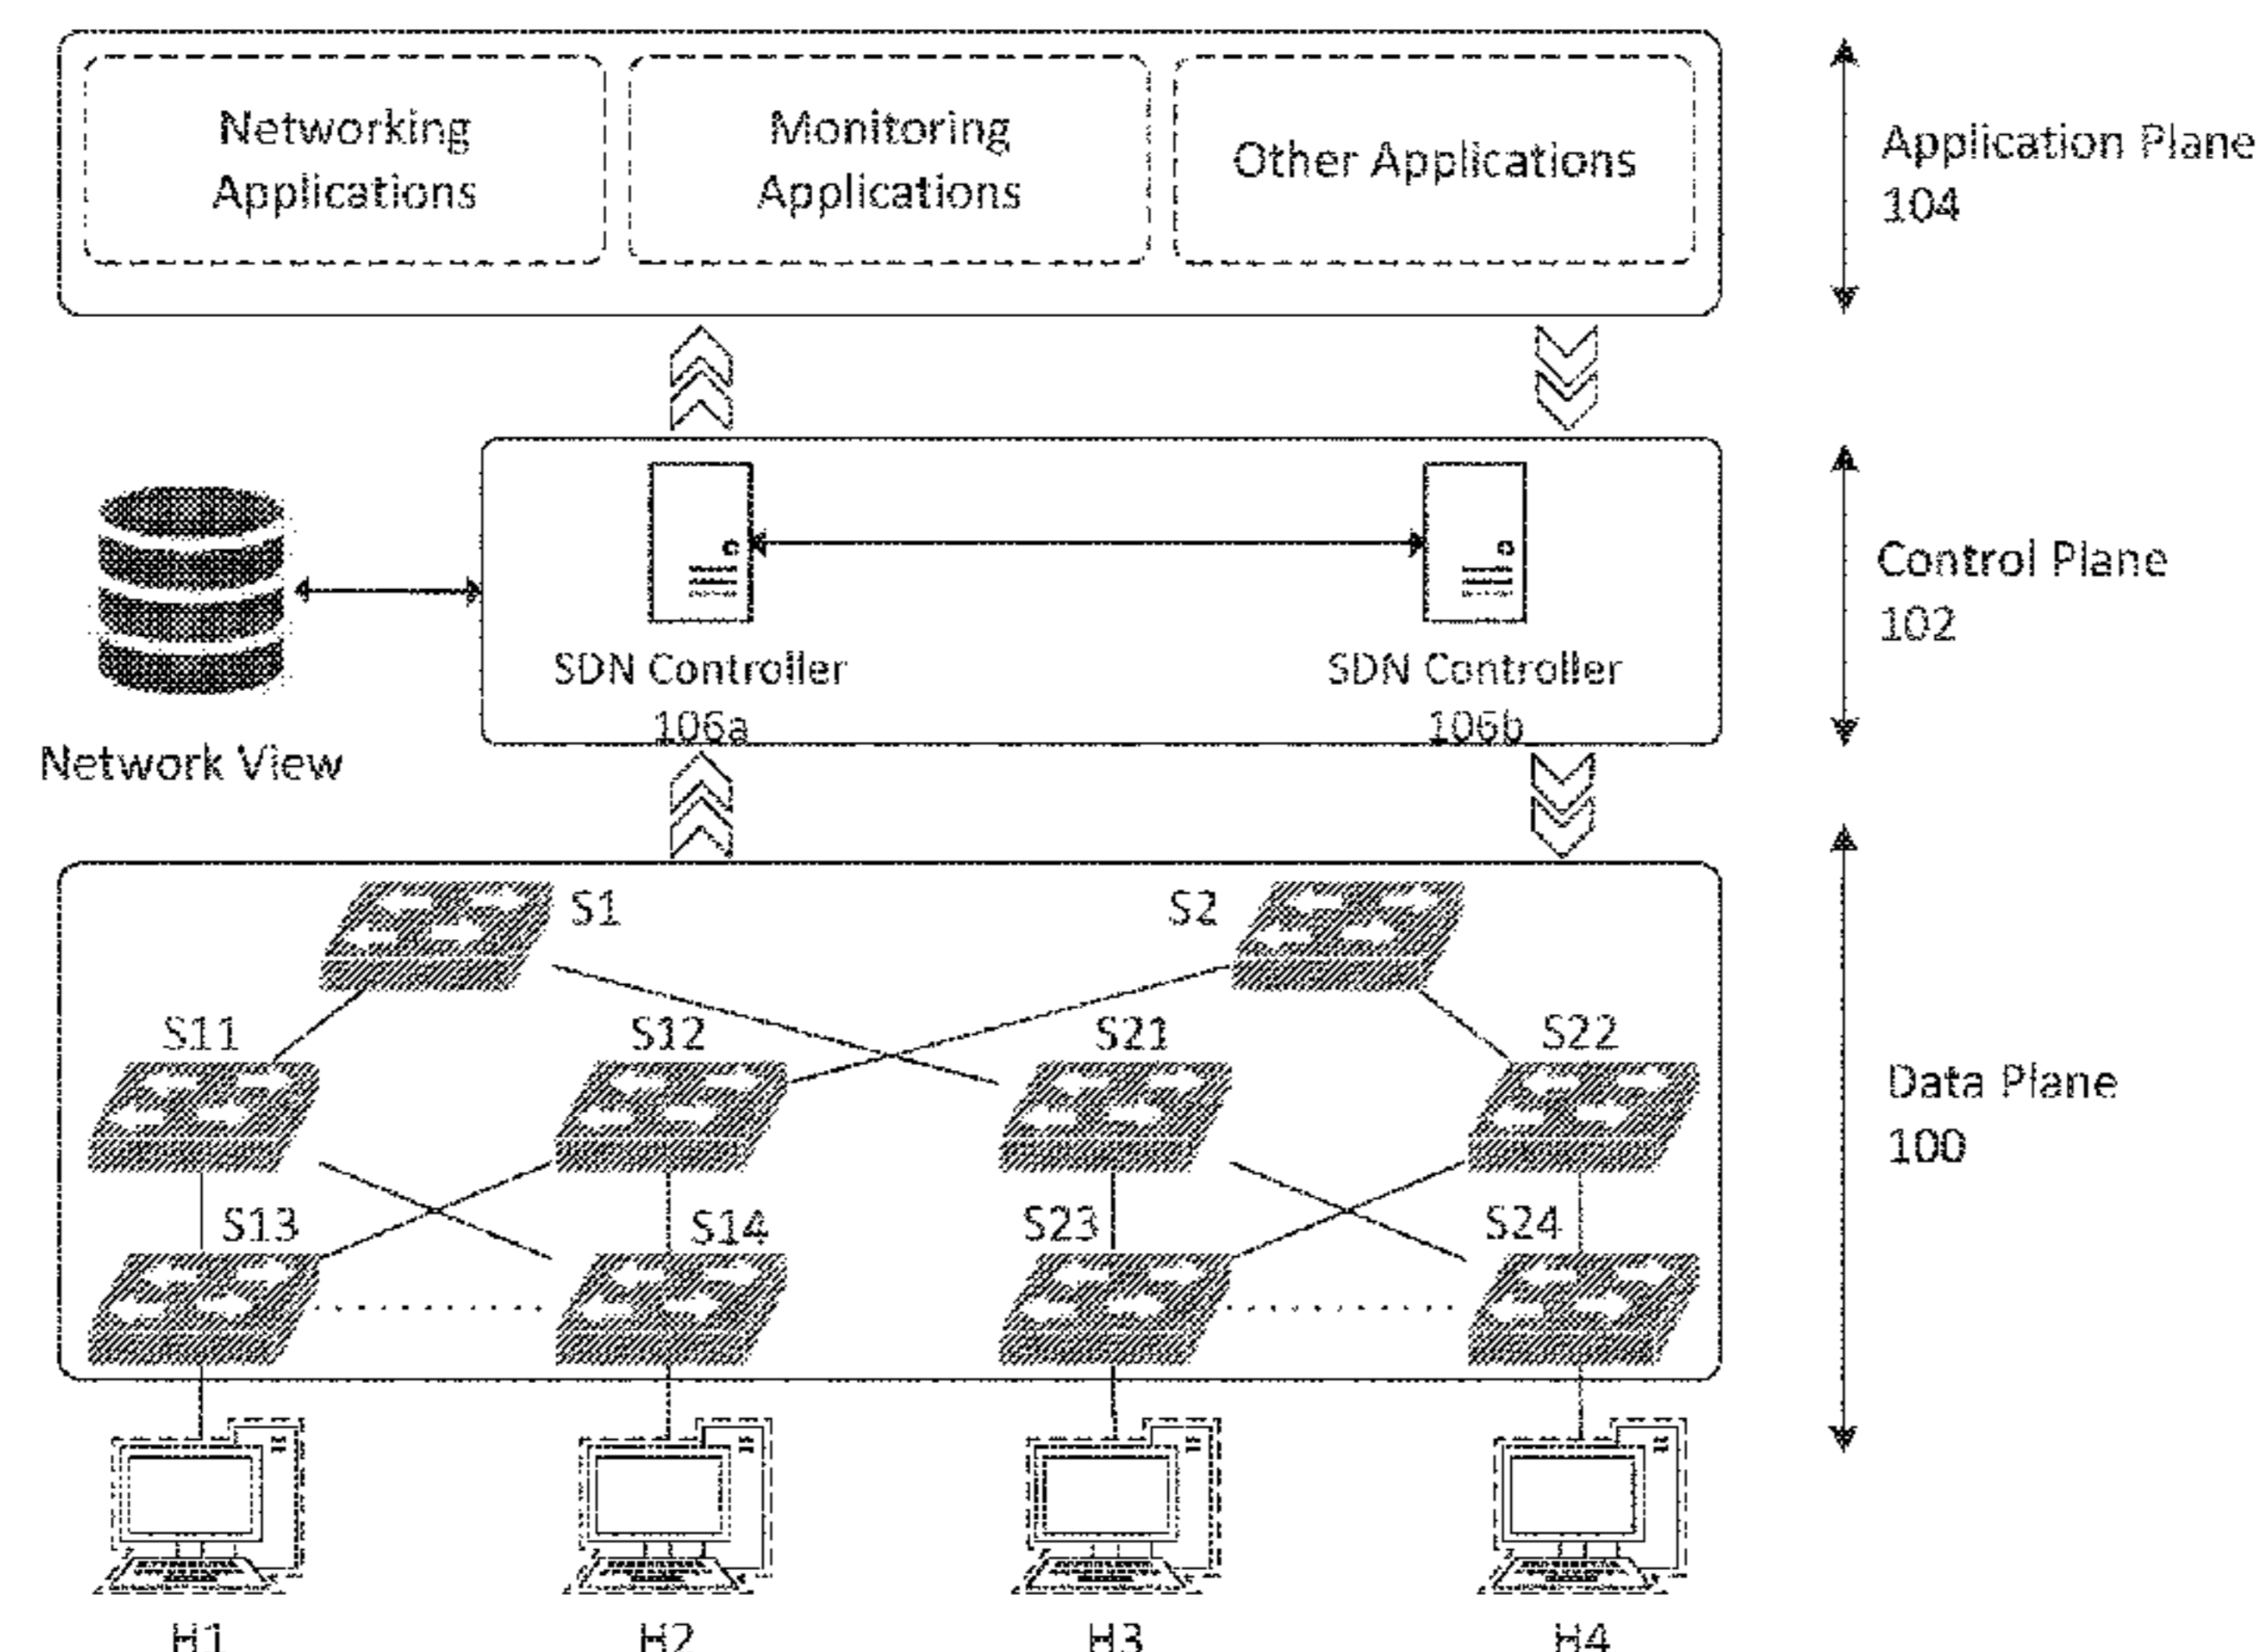 Networking
Applications
Monitoring
Applications
Other Applications
Application Plane
104
SDN Controller
106a
SDN Controller
106b
Control Plane
102
Network View
S1
S2
S11
S12
S21
S22
S13
S14
S23
S24
Data Plane
100
H1
H2
H3
H4